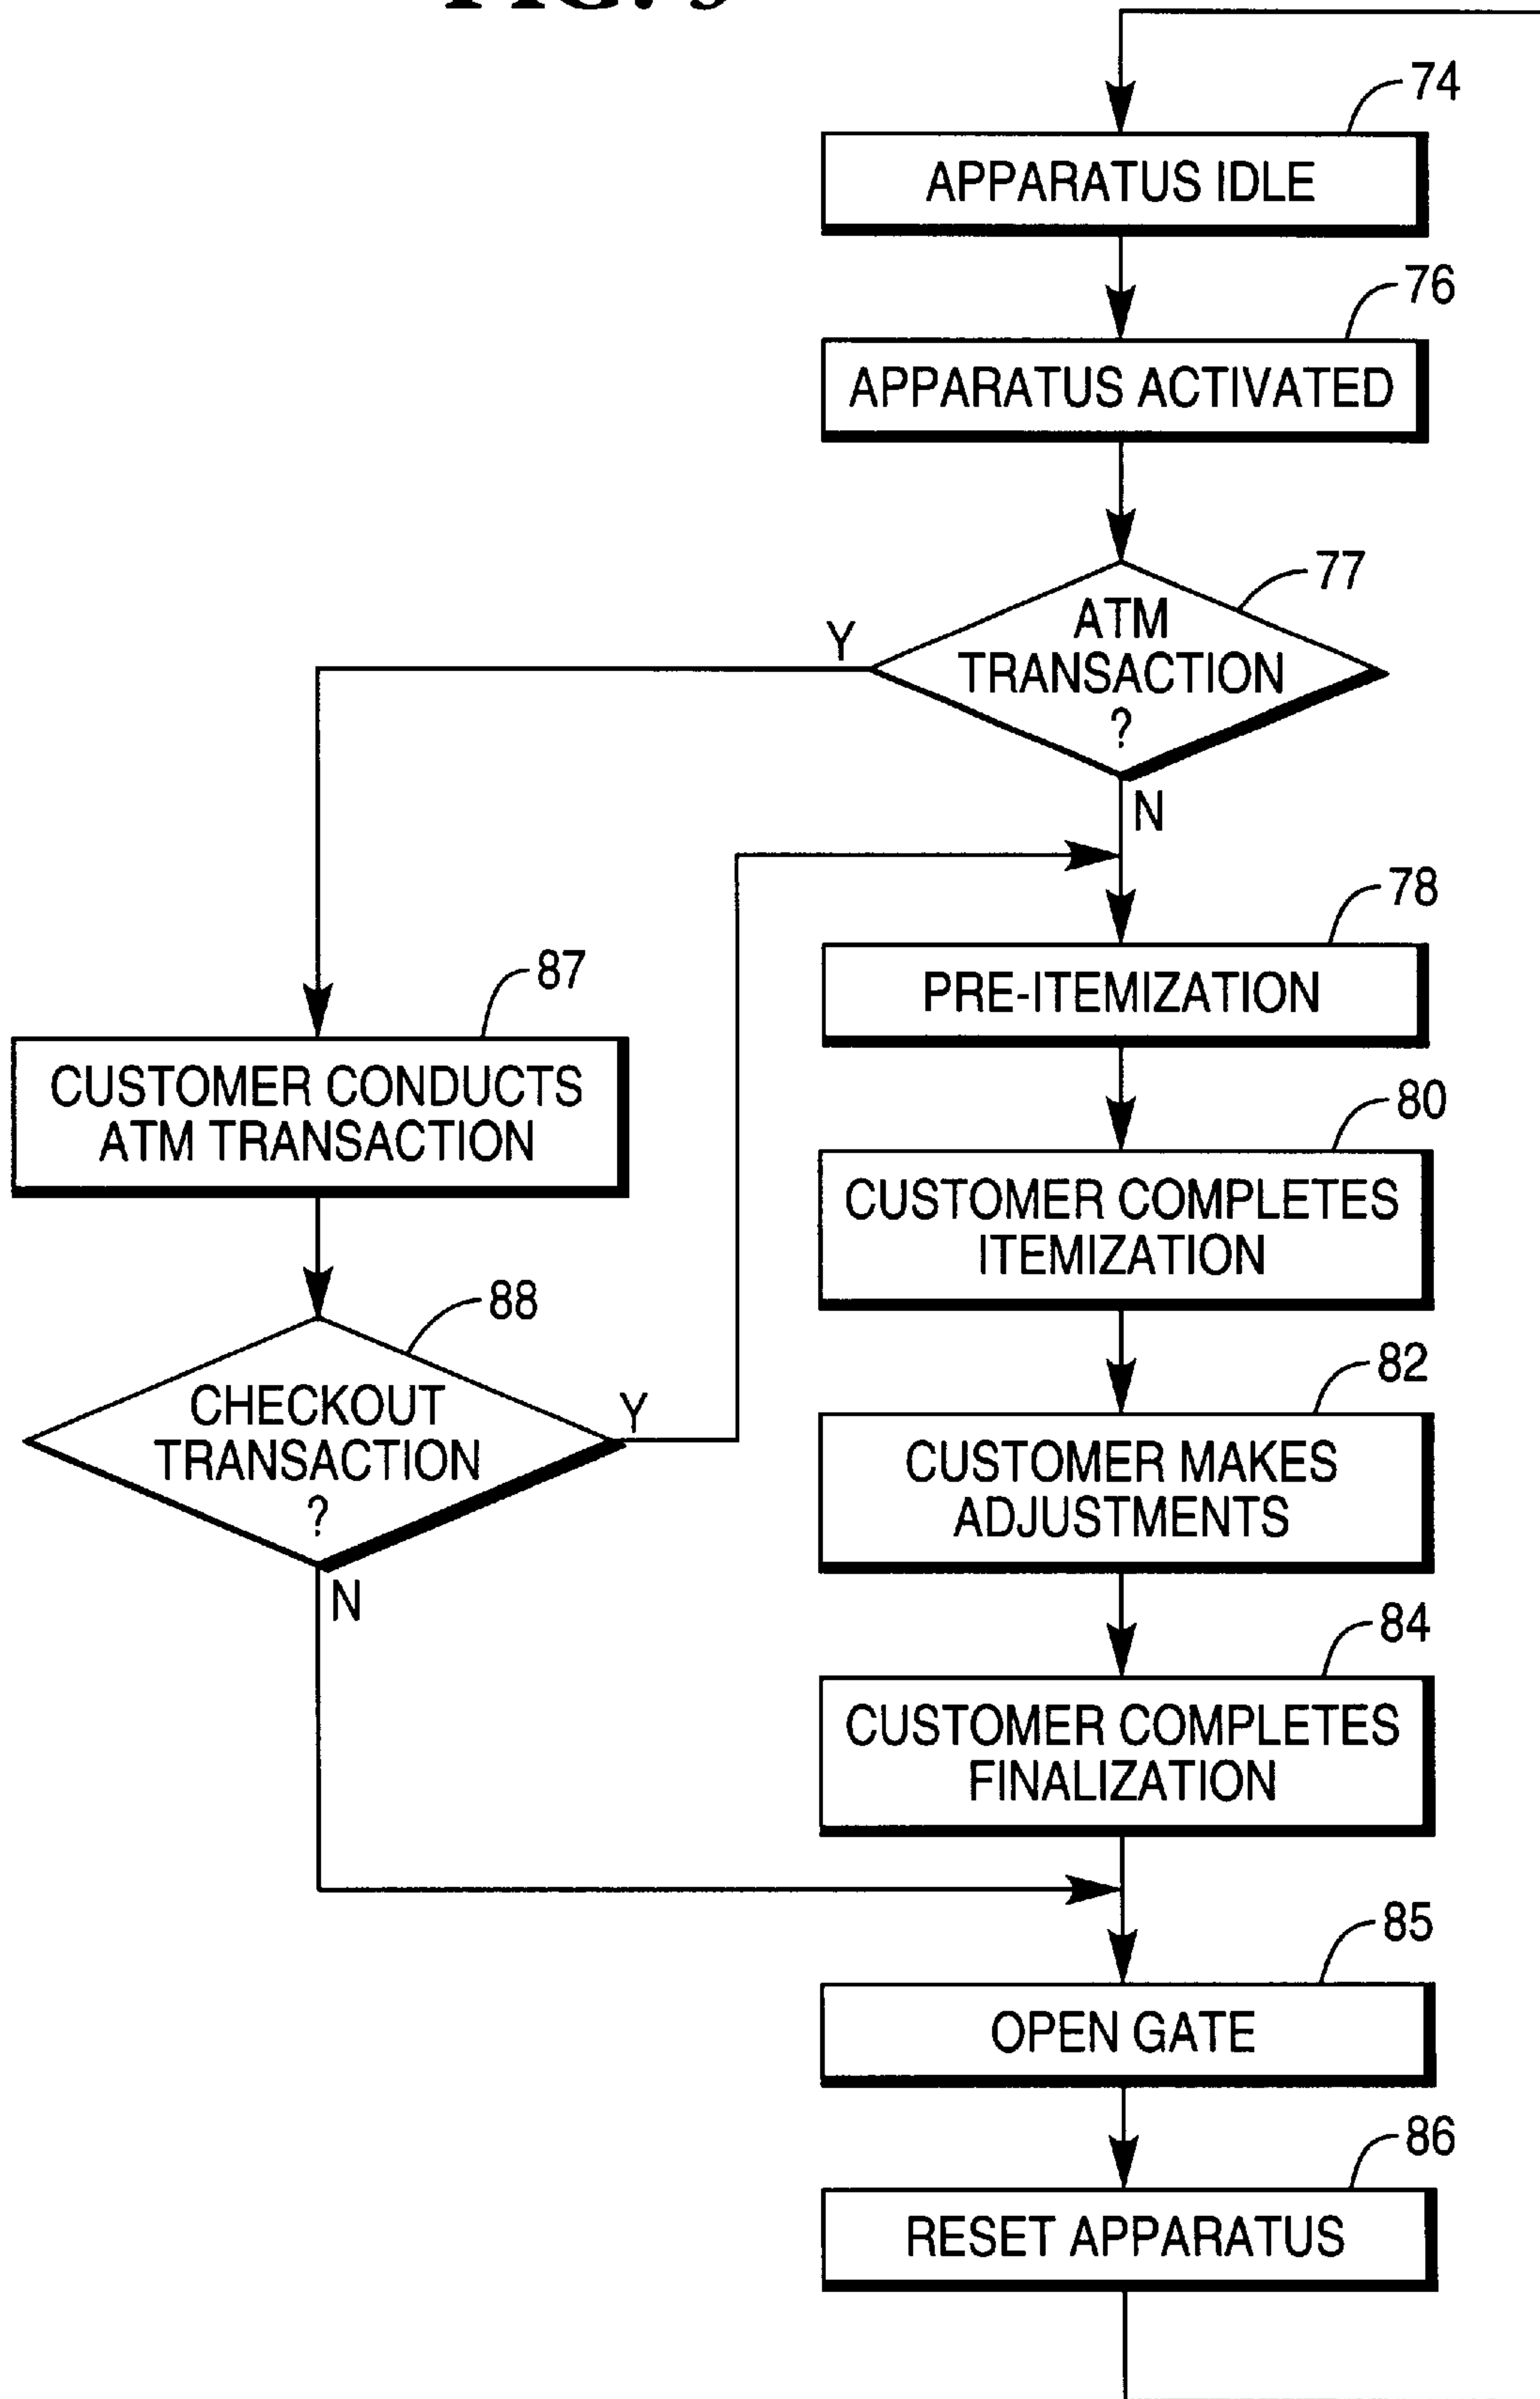 74
APPARATUS IDLE
76
APPARATUS ACTIVATED
77
ATM
TRANSACTION
?
Y
N
78
PRE-ITEMIZATION
87
CUSTOMER CONDUCTS
ATM TRANSACTION
80
CUSTOMER COMPLETES
ITEMIZATION
88
CHECKOUT
TRANSACTION
?
Y
N
82
CUSTOMER MAKES
ADJUSTMENTS
84
CUSTOMER COMPLETES
FINALIZATION
85
OPEN GATE
86
RESET APPARATUS